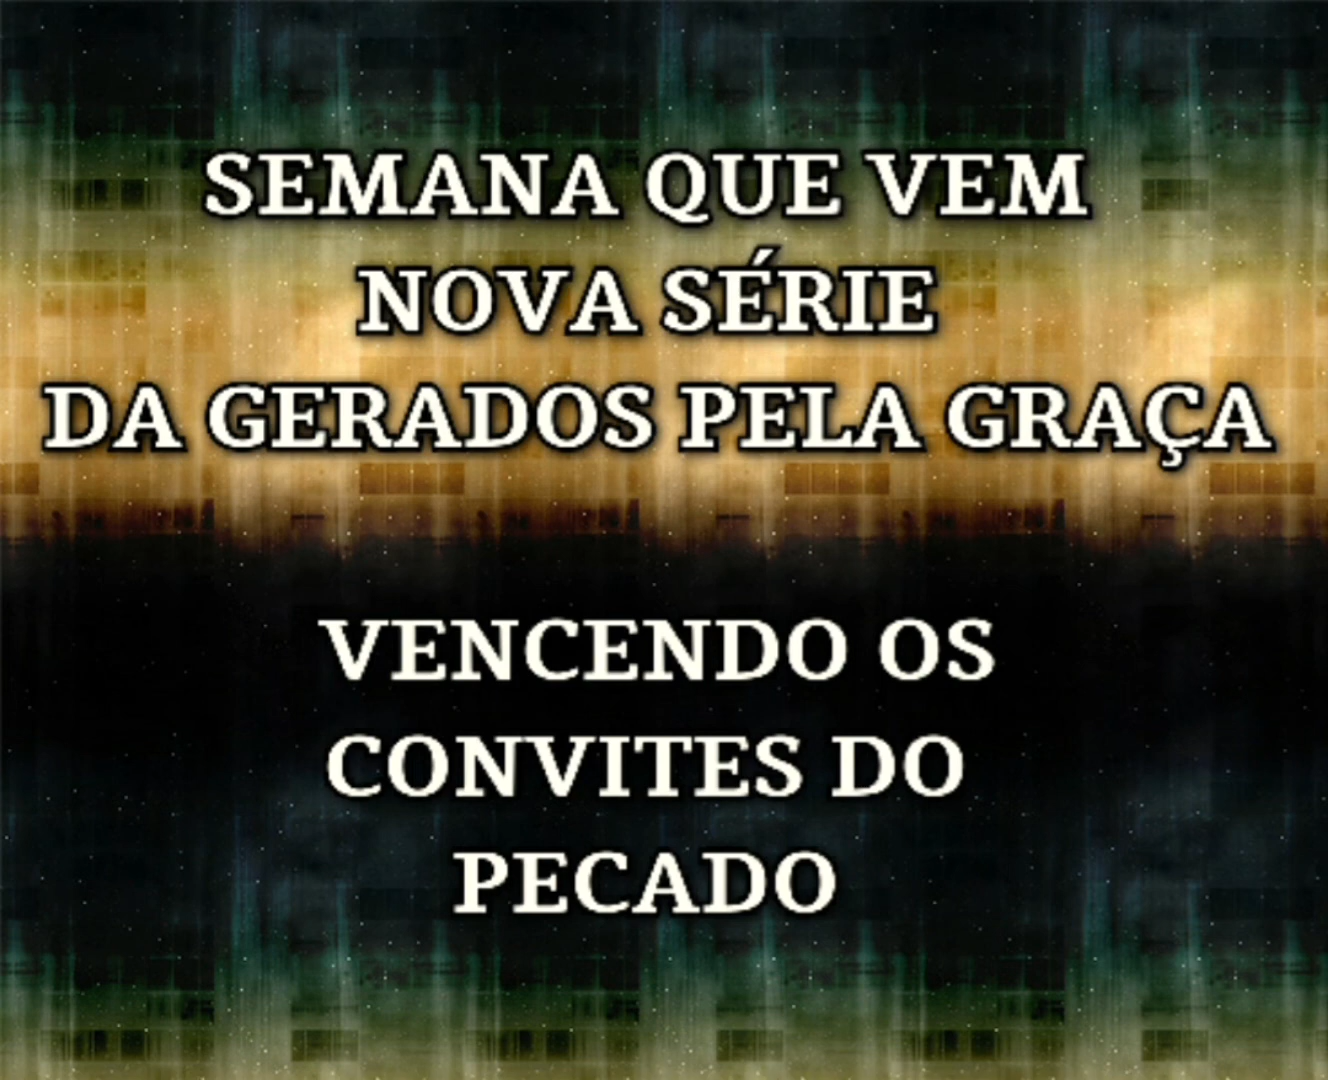 SEMANA QUE VEM
NOVA SÉRIE
DA GERADOS PELA GRAÇA
VENCENDO OS
CONVITES DO
PECADO